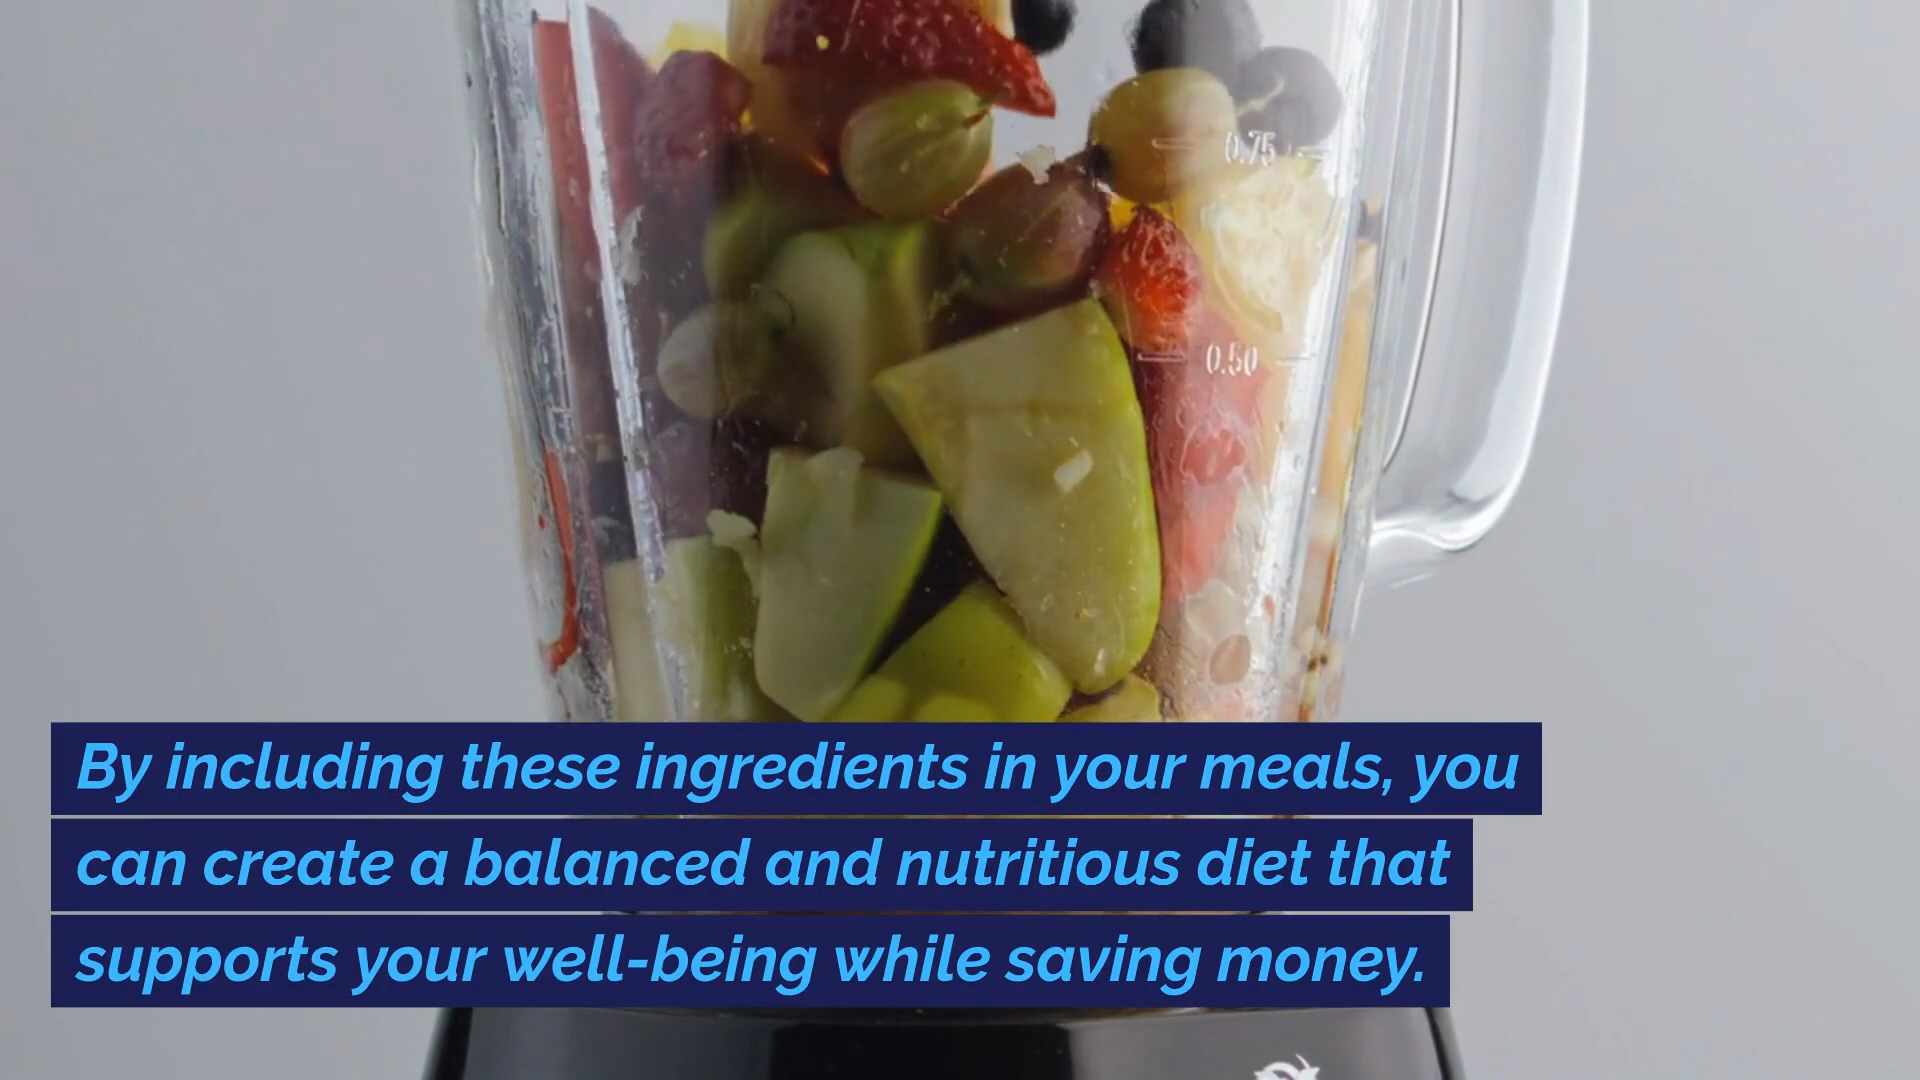 0.75
0.50
By including these ingredients in your meals, you
can create a balanced and nutritious diet that
supports your well-being while saving money.